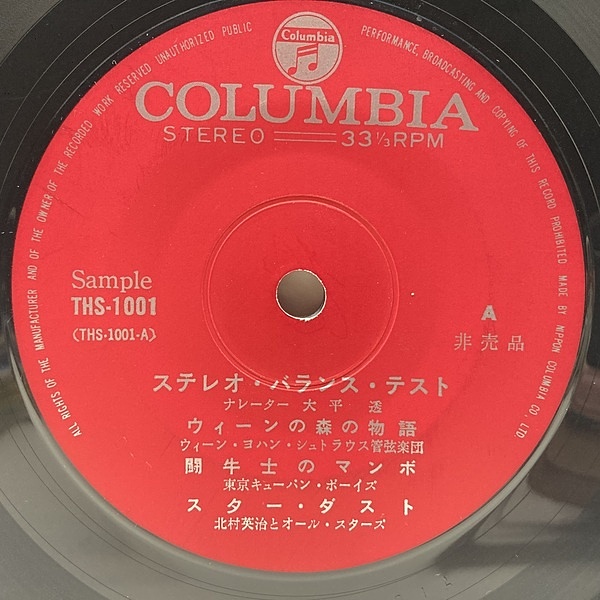 Columbia
COLUMBIA
STEREO 33 1/3 RPM
ALL RIGHTS OF THE MANUFACTURER AND OF THE OWNER OF THE RECORDED WORK RESERVED UNAUTHORIZED PUBLIC PERFORMANCE, BROADCASTING AND COPYING OF THIS RECORD PROHIBITED MADE BY NIPPON COLUMBIA CO. LTD.
Sample
THS-1001
(THS-1001-A)
A
非売品
ステレオ・バランス・テスト
ナレーター 大平 透
ウィーンの森の物語
ウィーン・ヨハン・シュトラウス管弦楽団
闘牛士のマンボ
東京キューバン・ボーイズ
スター・ダスト
北村英治とオール・スターズ